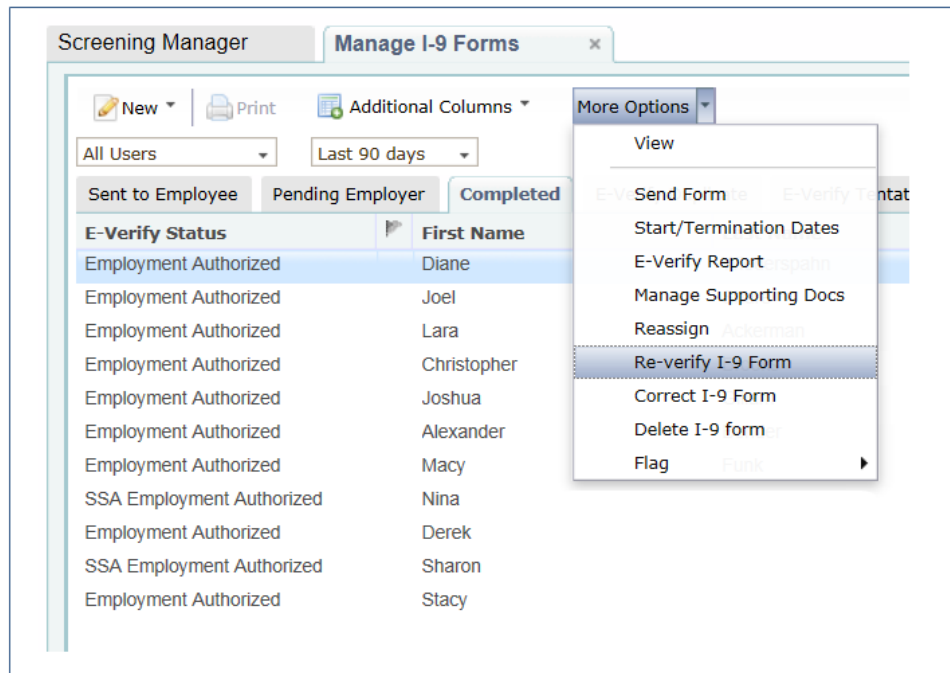 Screening Manager Manage I-9 Forms ×
New Print Additional Columns More Options
All Users Last 90 days View
Sent to Employee Pending Employer Completed Send Form
E-Verify Status First Name Start/Termination Dates
Employment Authorized Diane E-Verify Report
Employment Authorized Joel Manage Supporting Docs
Employment Authorized Lara Reassign Ackerman
Employment Authorized Christopher Re-verify I-9 Form
Employment Authorized Joshua Correct I-9 Form
Employment Authorized Alexander Delete I-9 form
Employment Authorized Macy Flag Funk
SSA Employment Authorized Nina
Employment Authorized Derek
SSA Employment Authorized Sharon
Employment Authorized Stacy